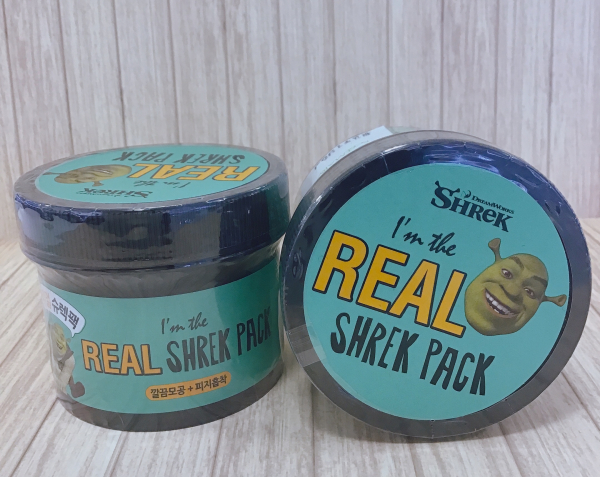 SHREK
I'm the
REAL
SHREK PACK
슈렉팩
I'm the
REAL SHREK PACK
깔끔모공+피지흡착
DREAMWORKS
SHREK
I'm the
REAL
SHREK PACK